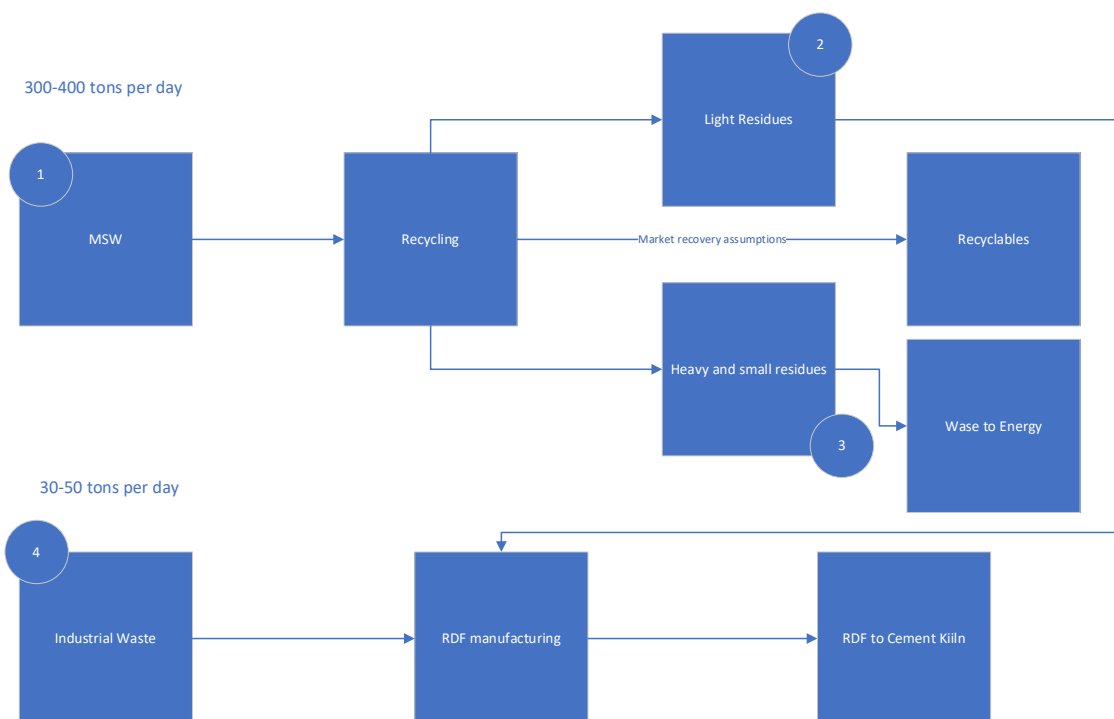 300-400 tons per day
2
Light Residues
1
MSW
Recycling
Market recovery assumptions
Recyclables
Heavy and small residues
3
Wase to Energy
30-50 tons per day
4
Industrial Waste
RDF manufacturing
RDF to Cement Kiiln